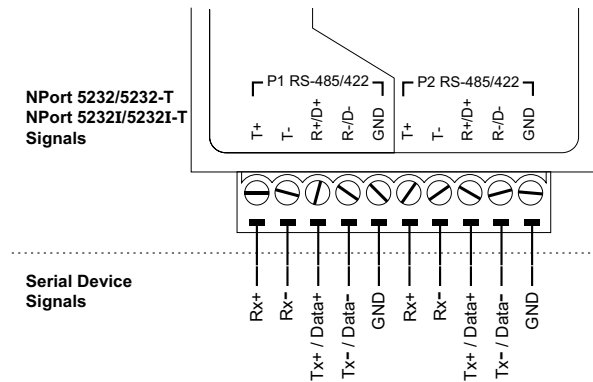 P1 RS-485/422
P2 RS-485/422
NPort 5232/5232-T
NPort 5232I/5232I-T
Signals
T+
T-
R+/D+
R-/D-
GND
T+
T-
R+/D+
R-/D-
GND
Serial Device
Signals
Rx+
Rx-
Tx+ / Data+
Tx- / Data-
GND
Rx+
Rx-
Tx+ / Data+
Tx- / Data-
GND